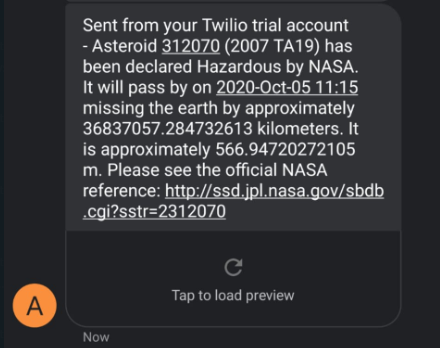 Sent from your Twilio trial account
- Asteroid 312070 (2007 TA19) has
been declared Hazardous by NASA.
It will pass by on 2020-Oct-05 11:15
missing the earth by approximately
36837057.284732613 kilometers. It
is approximately 566.94720272105
m. Please see the official NASA
reference: http://ssd.jpl.nasa.gov/sbdb
.cgi?sstr=2312070
Tap to load preview
A
Now